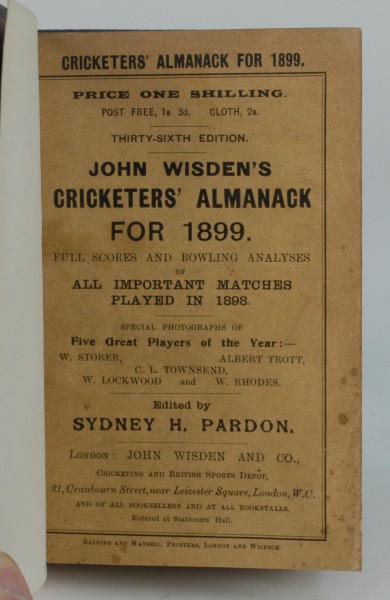 CRICKETERS' ALMANACK FOR 1899.
PRICE ONE SHILLING.
POST FREE, 1s. 3d. CLOTH, 2s.
THIRTY-SIXTH EDITION.
JOHN WISDEN'S
CRICKETERS' ALMANACK
FOR 1899.
FULL SCORES AND BOWLING ANALYSES
OF
ALL IMPORTANT MATCHES
PLAYED IN 1898.
SPECIAL PHOTOGRAPHS OF
Five Great Players of the Year:—
W. STORER, ALBERT TROTT,
C. L. TOWNSEND,
W. LOCKWOOD and W. RHODES.
Edited by
SYDNEY H. PARDON.
LONDON: JOHN WISDEN AND CO.,
CRICKETING AND BRITISH SPORTS DEPÔT,
21, Cranbourn Street, near Leicester Square, London, W.C.
AND OF ALL BOOKSELLERS AND AT ALL BOOKSTALLS.
Entered at Stationers' Hall.
BALDING AND MANSELL, PRINTERS, LONDON AND WISBECH.